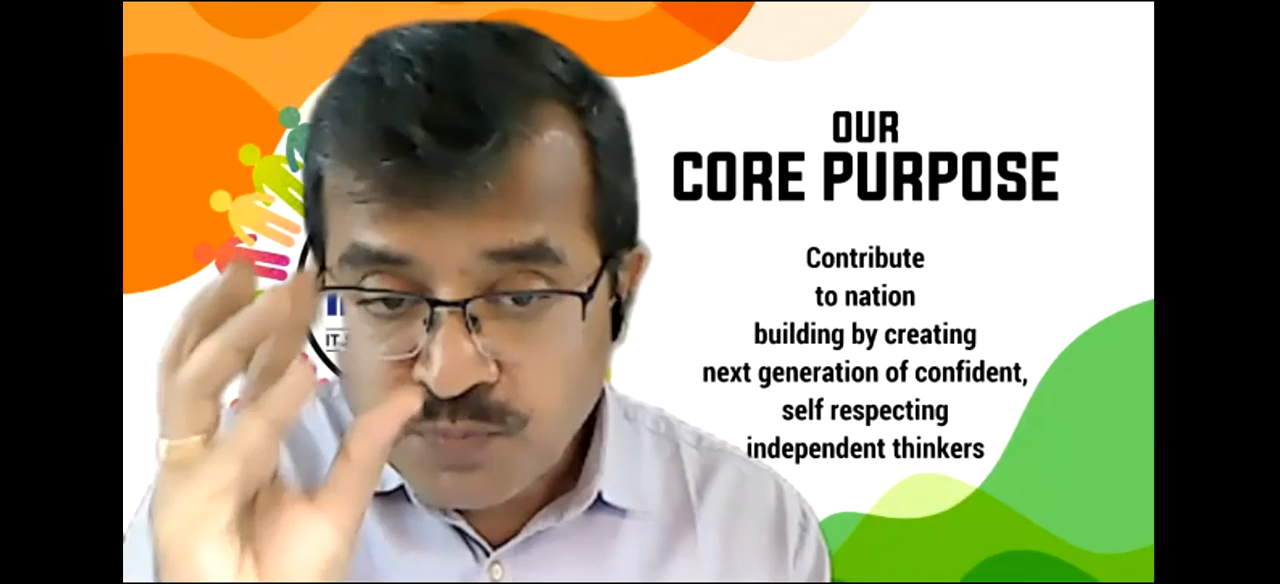 OUR
CORE PURPOSE
Contribute
to nation
building by creating
next generation of confident,
self respecting
independent thinkers